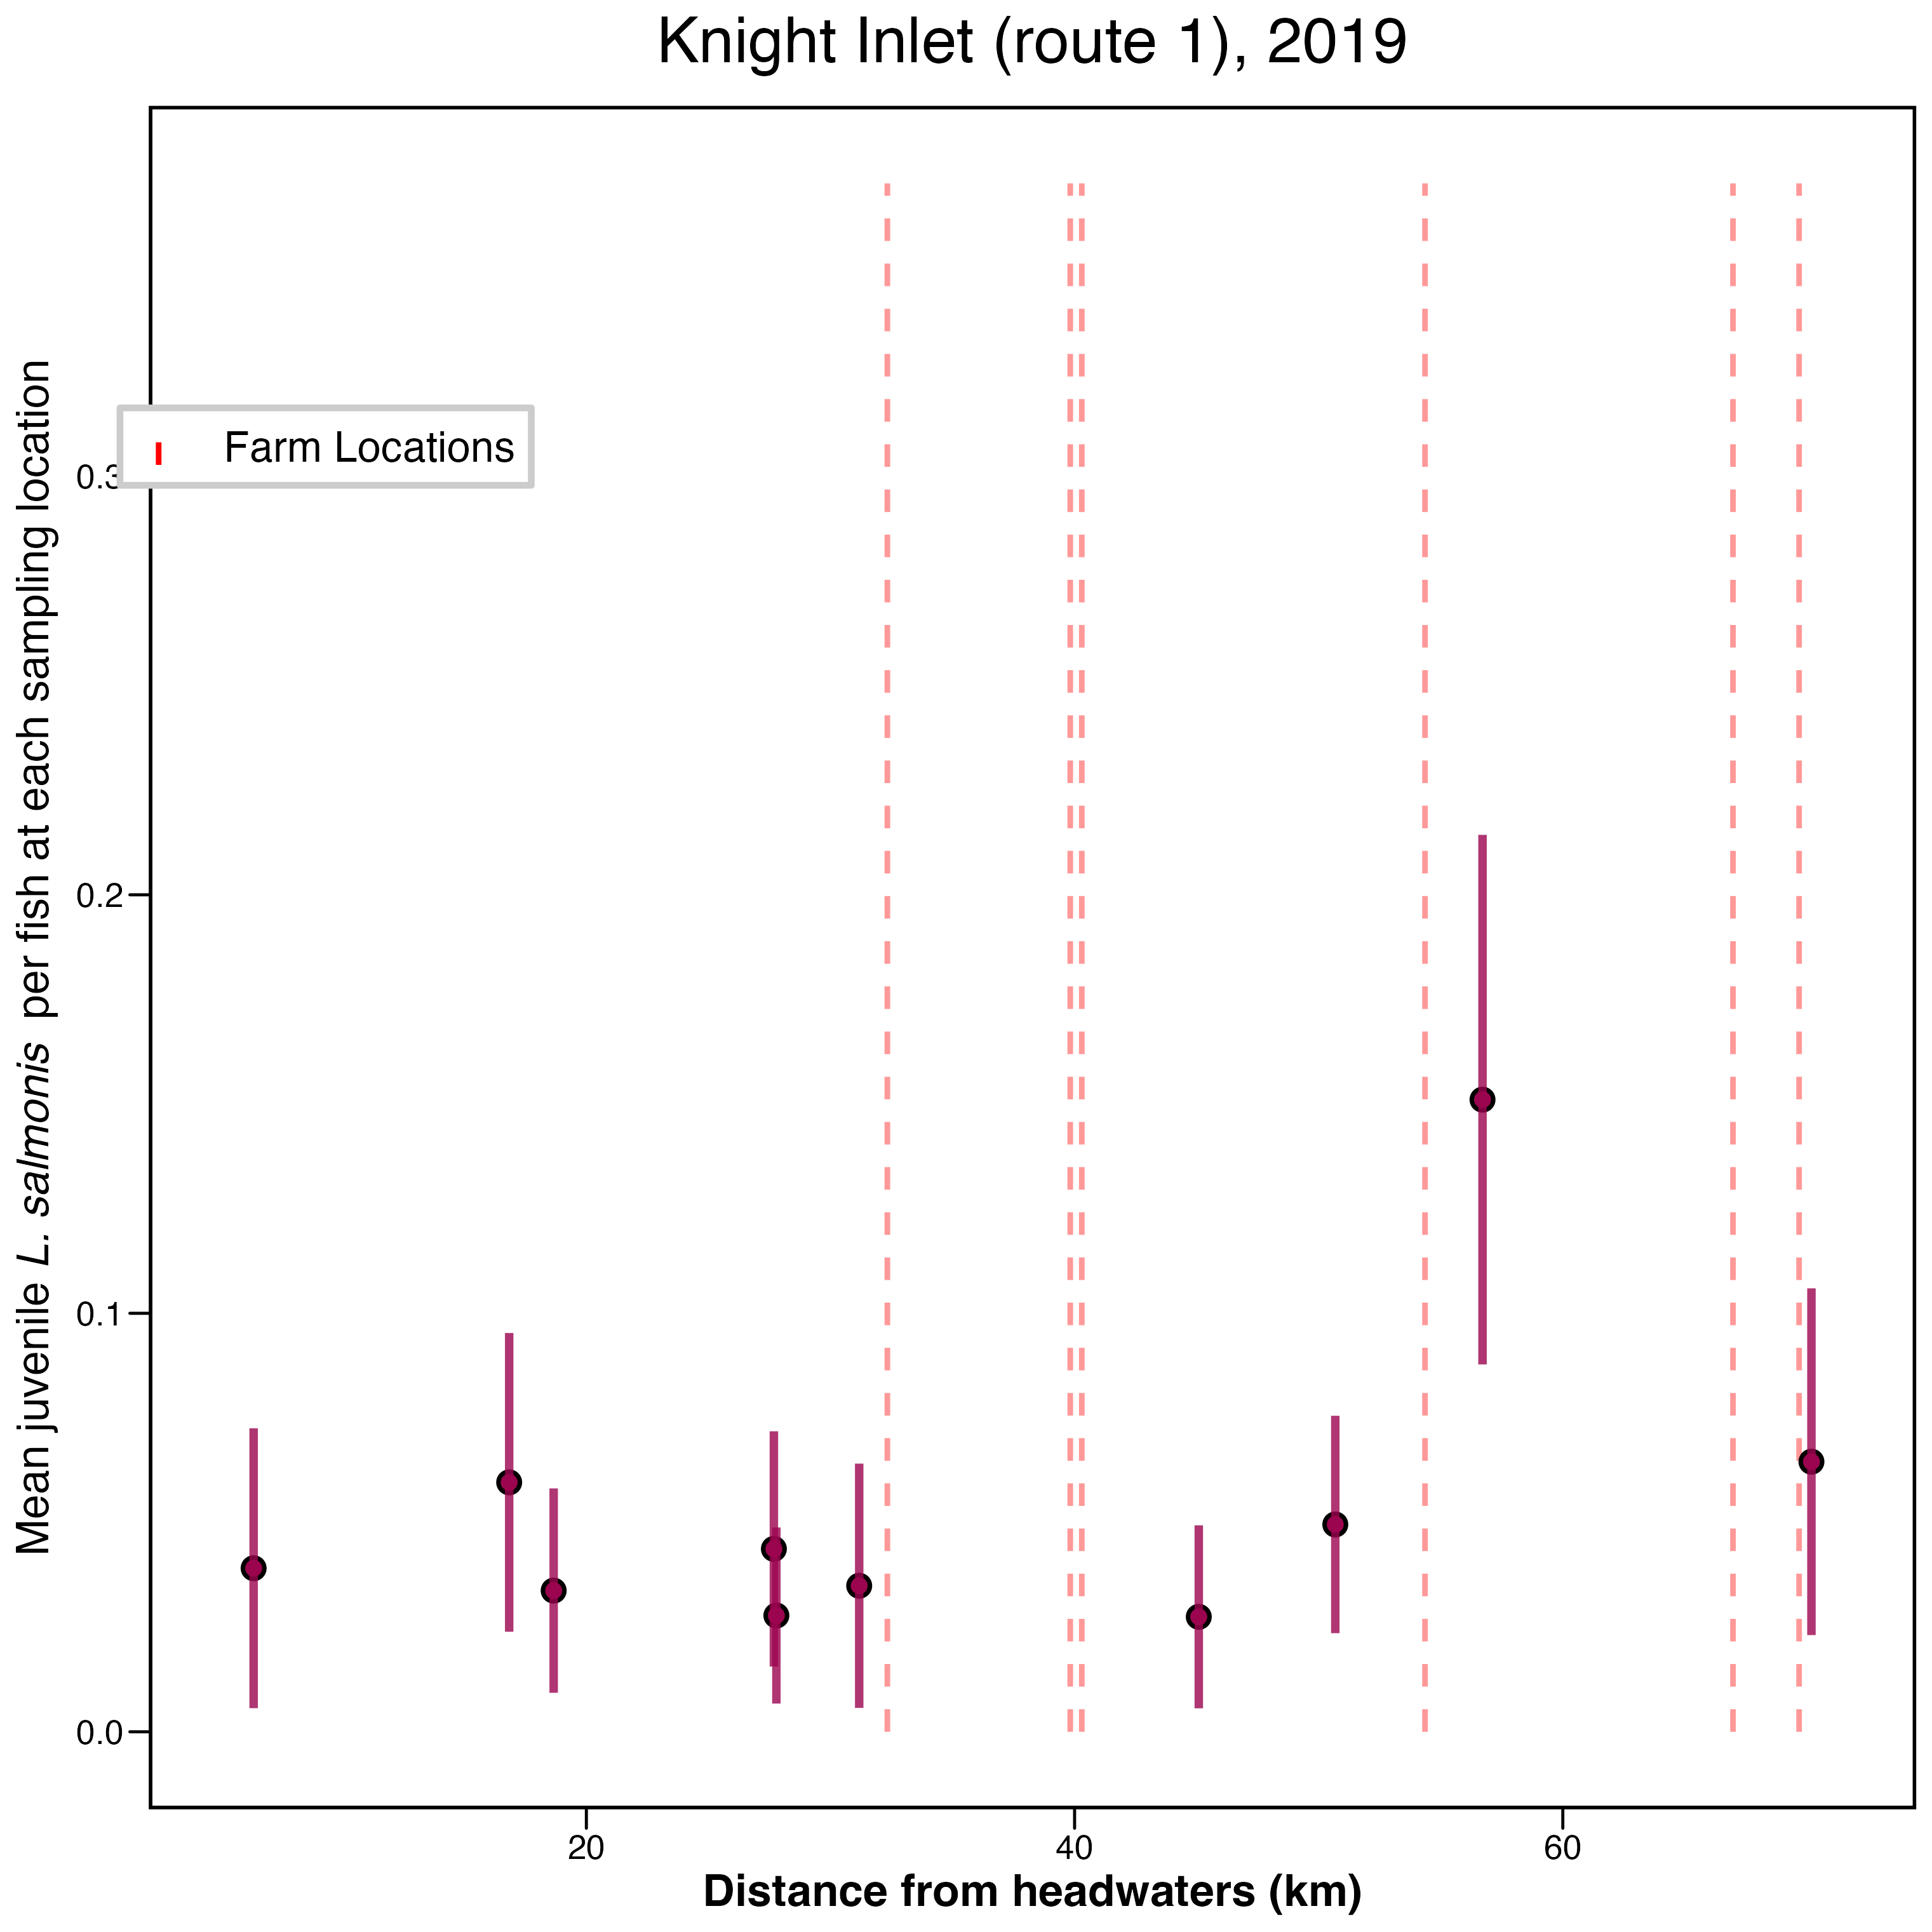 Knight Inlet (route 1), 2019
Mean juvenile L. salmonis per fish at each sampling location
Farm Locations
0.3
0.2
0.1
0.0
20 40 60
Distance from headwaters (km)